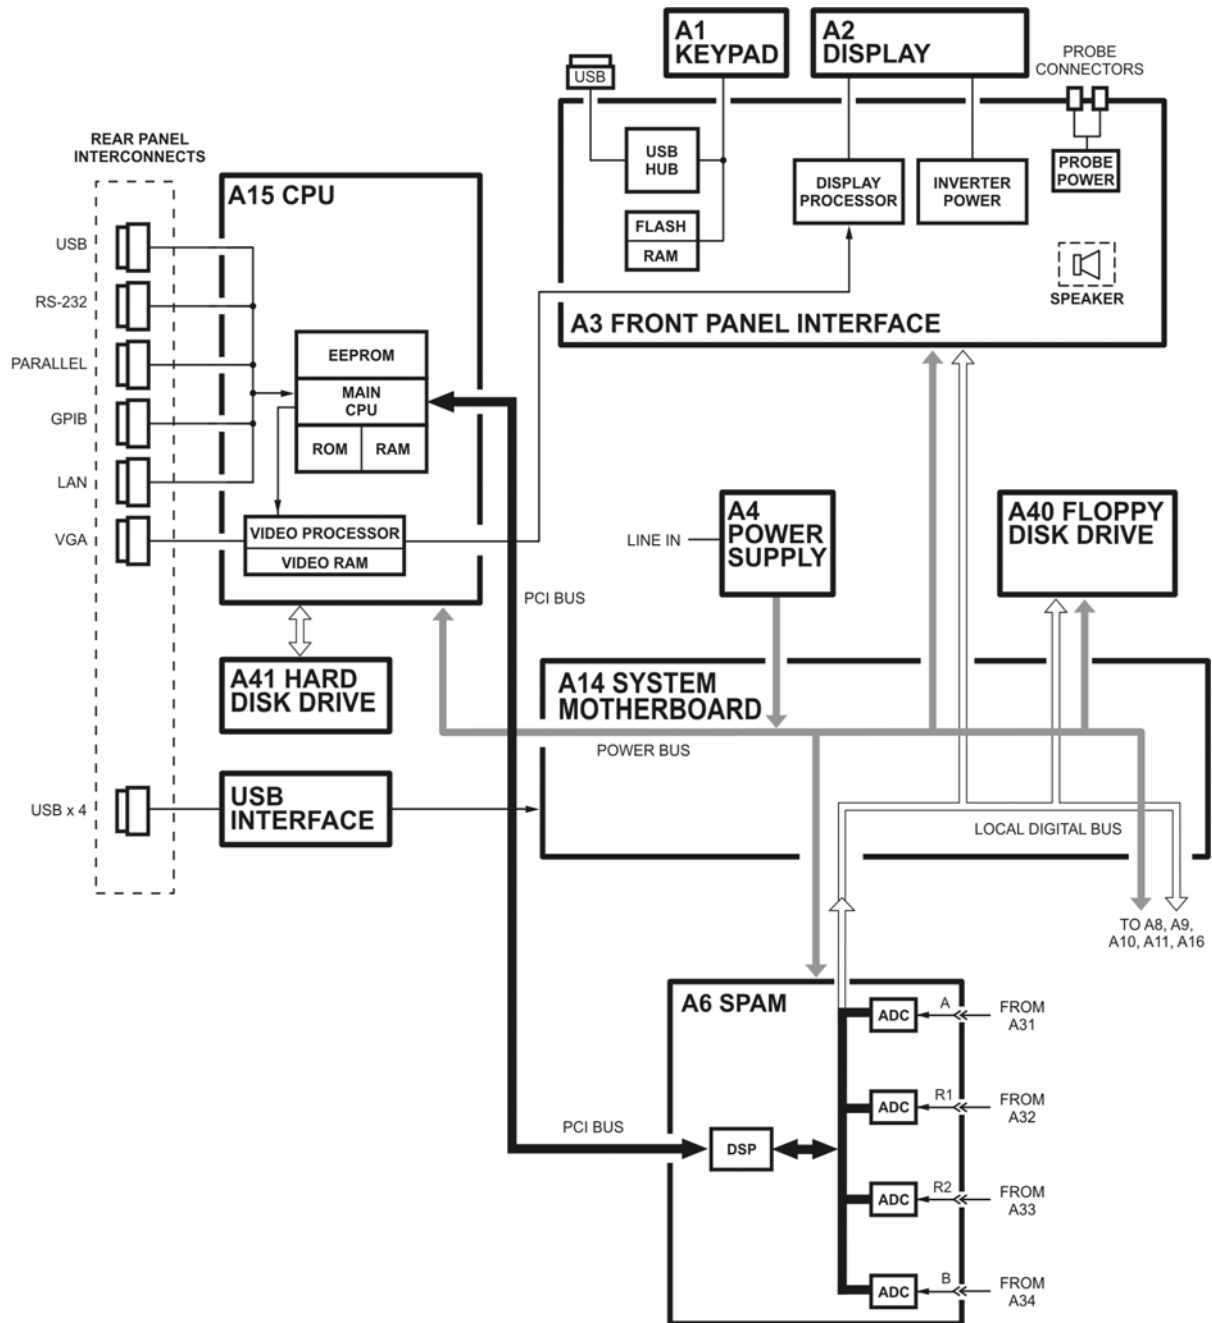 A1
KEYPAD
A2
DISPLAY
PROBE
CONNECTORS
USB
USB
HUB
FLASH
RAM
DISPLAY
PROCESSOR
INVERTER
POWER
PROBE
POWER
SPEAKER
A3 FRONT PANEL INTERFACE
REAR PANEL
INTERCONNECTS
USB
RS-232
PARALLEL
GPIB
LAN
VGA
USB x 4
A15 CPU
EEPROM
MAIN
CPU
ROM
RAM
VIDEO PROCESSOR
VIDEO RAM
PCI BUS
A41 HARD
DISK DRIVE
USB
INTERFACE
LINE IN
A4
POWER
SUPPLY
A40 FLOPPY
DISK DRIVE
A14 SYSTEM
MOTHERBOARD
POWER BUS
LOCAL DIGITAL BUS
TO A8, A9,
A10, A11, A16
A6 SPAM
PCI BUS
DSP
ADC
A
FROM
A31
ADC
R1
FROM
A32
ADC
R2
FROM
A33
ADC
B
FROM
A34